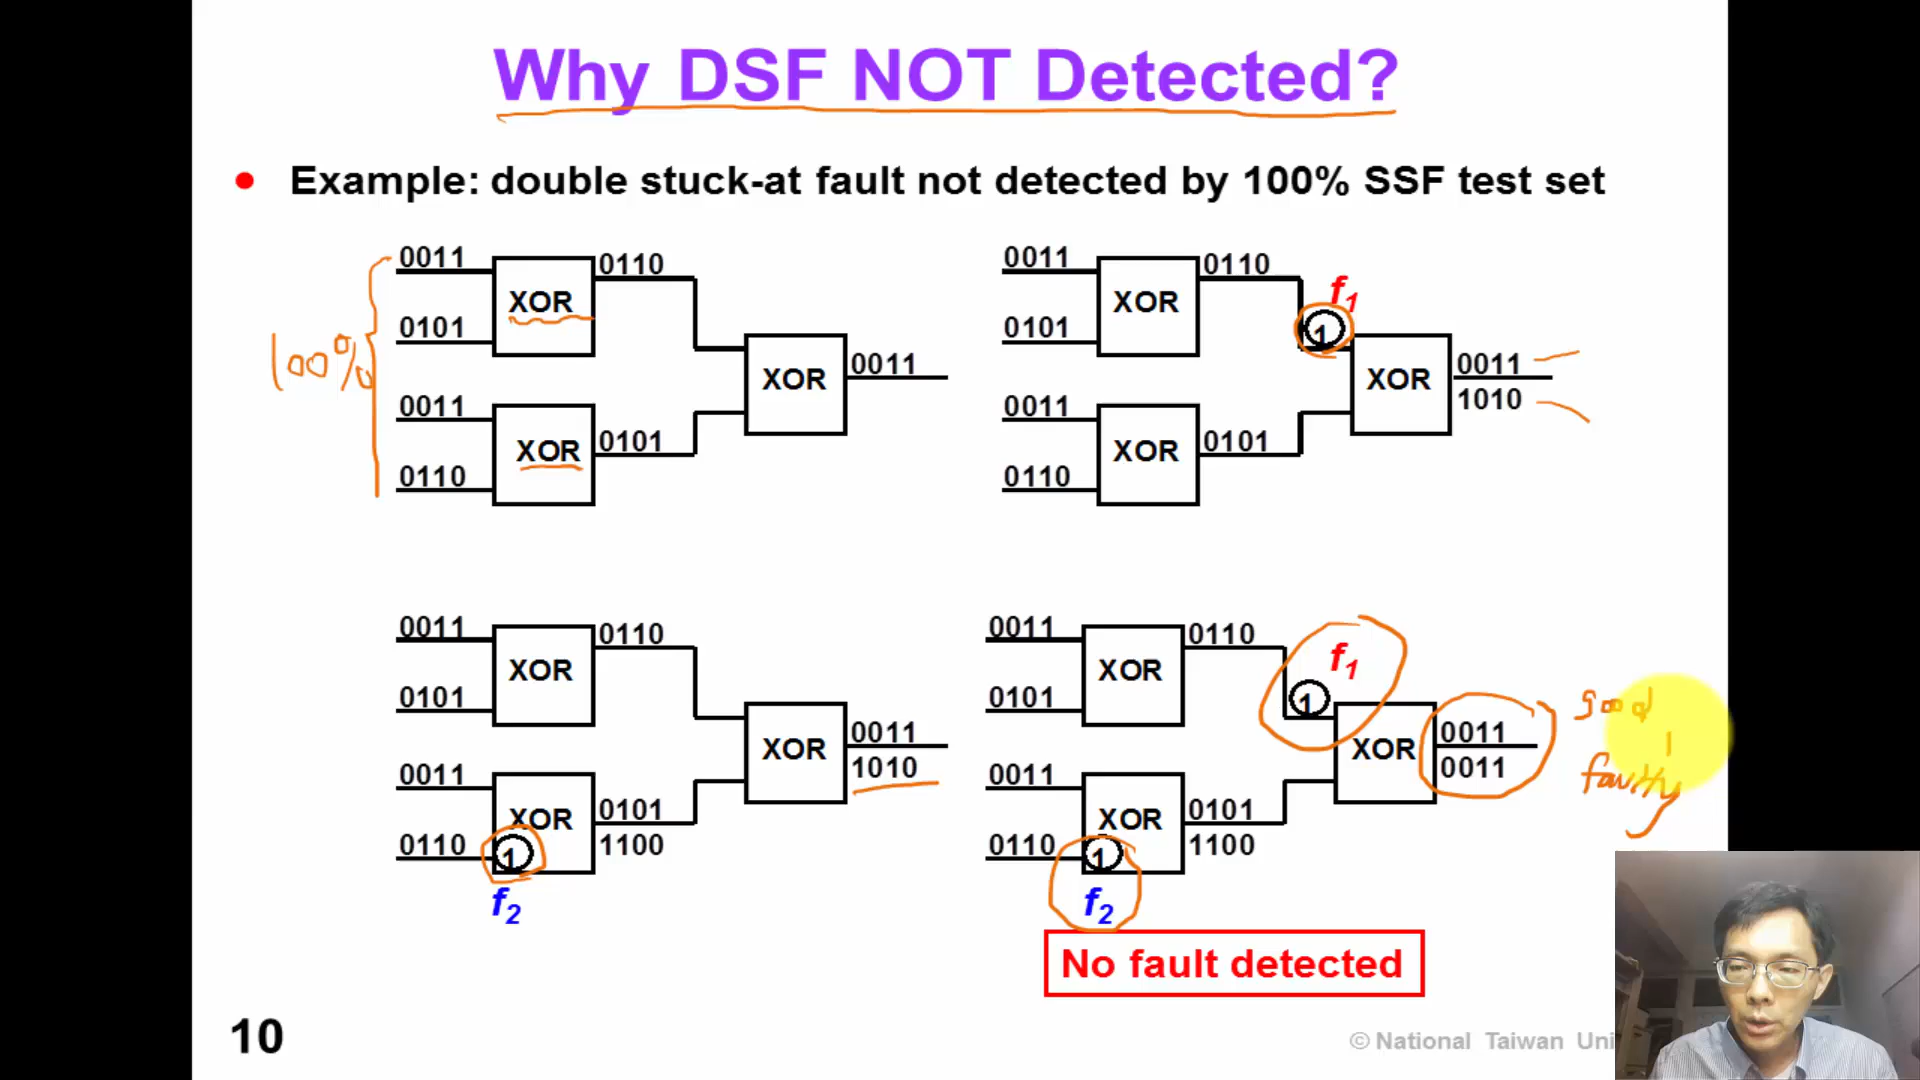 Why DSF NOT Detected?
Example: double stuck-at fault not detected by 100% SSF test set
100%
0011
0101
XOR
0110
0011
0110
XOR
0101
XOR
0011
0011
0101
XOR
0110
f1
1
0011
0110
XOR
0101
XOR
0011
1010
0011
0101
XOR
0110
0011
0110
XOR
1
f2
0101
1100
XOR
0011
1010
0011
0101
XOR
0110
f1
1
0011
0110
XOR
1
f2
0101
1100
XOR
0011
0011
good
faulty
No fault detected
10
© National Taiwan Uni